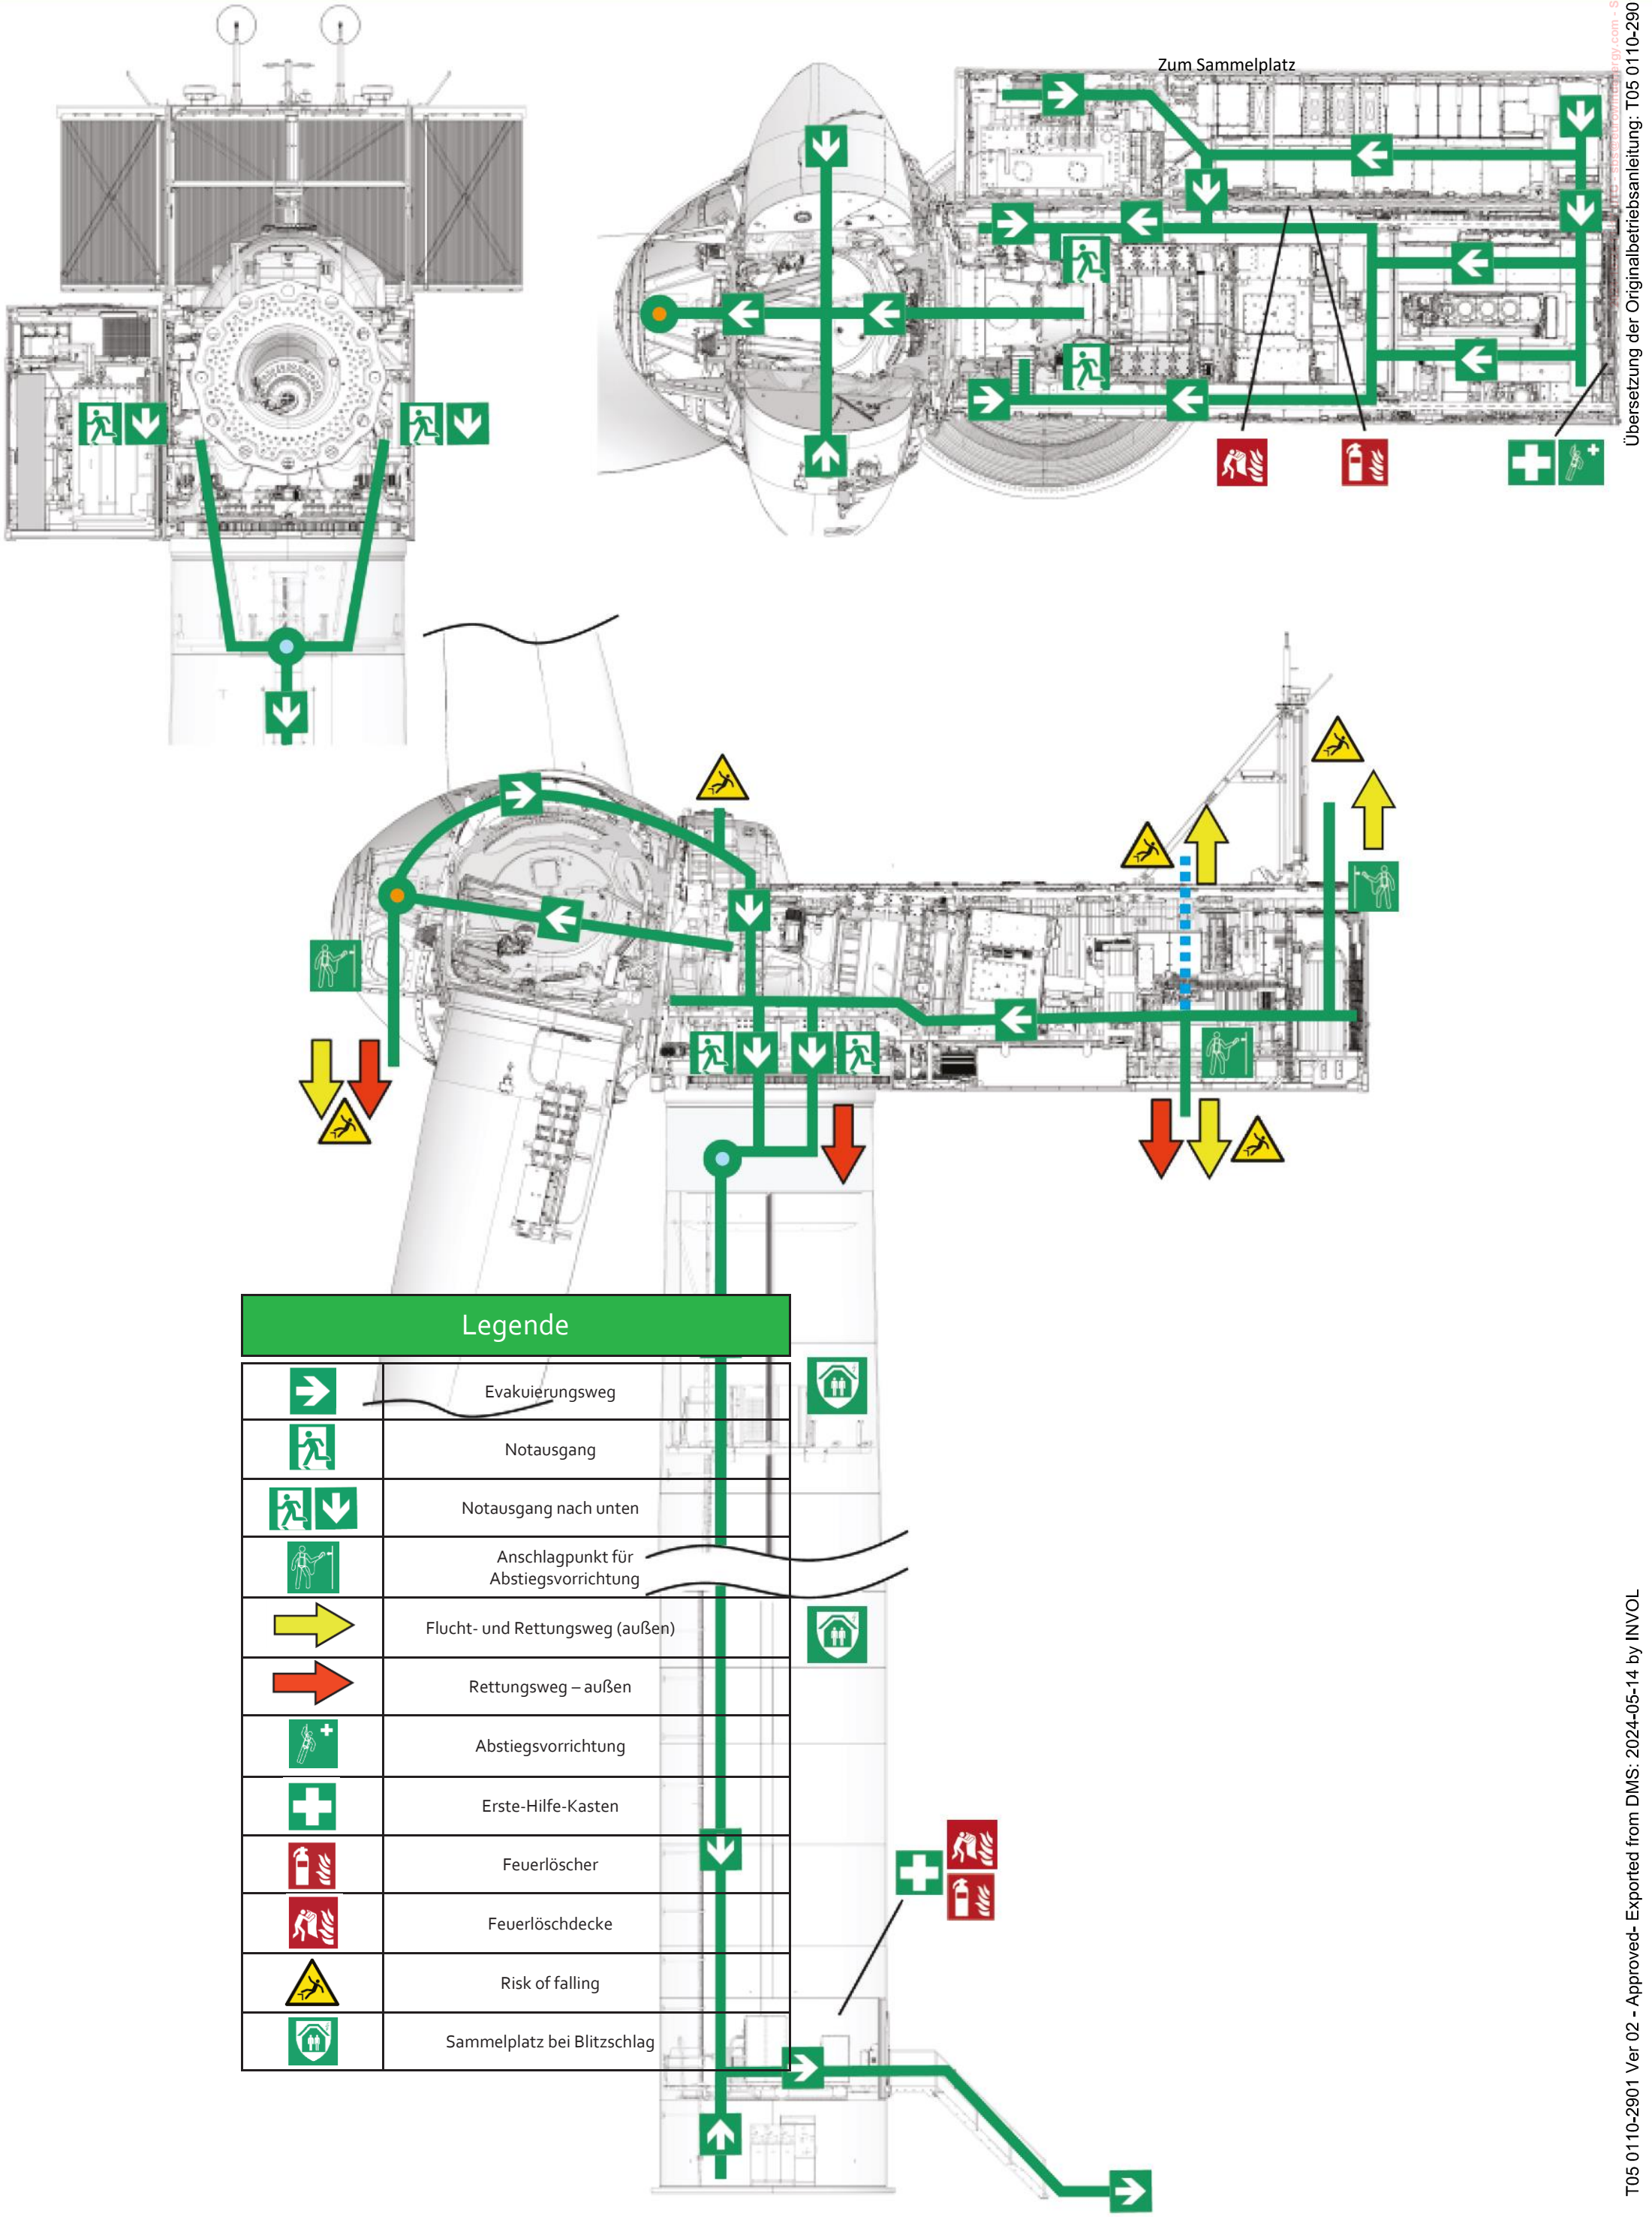 Zum Sammelplatz
Übersetzung der Originalbetriebsanleitung: T05 0110-290
Legende
Evakuierungsweg
Notausgang
Notausgang nach unten
Anschlagpunkt für
Abstiegsvorrichtung
Flucht- und Rettungsweg (außen)
Rettungsweg – außen
Abstiegsvorrichtung
Erste-Hilfe-Kasten
Feuerlöscher
Feuerlöschdecke
Risk of falling
Sammelplatz bei Blitzschlag
T05 0110-2901 Ver 02 - Approved- Exported from DMS: 2024-05-14 by INVOL